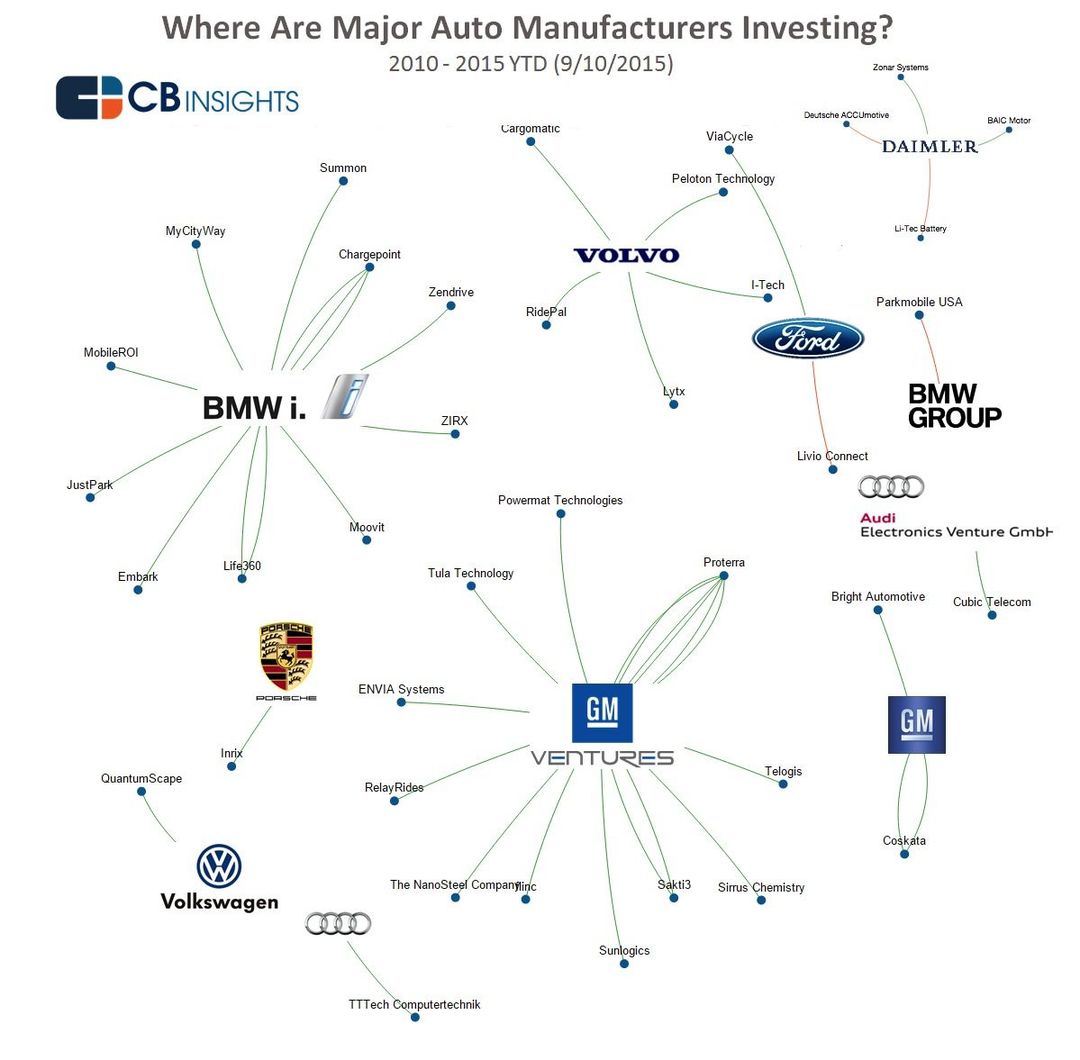 Where Are Major Auto Manufacturers Investing?
2010 - 2015 YTD (9/10/2015)
CBINSIGHTS
Zonar Systems
Deutsche ACCUmotive
BAIC Motor
DAIMLER
Li-Tec Battery
Cargomatic
ViaCycle
Peloton Technology
VOLVO
I-Tech
RidePal
Lytx
Summon
MyCityWay
Chargepoint
Zendrive
MobileROI
BMW i. i
ZIRX
JustPark
Moovit
Embark
Life360
Ford
Livio Connect
Parkmobile USA
BMW
GROUP
Audi
Electronics Venture GmbH
Cubic Telecom
Powermat Technologies
Tula Technology
Proterra
ENVIA Systems
GM
VENTURES
RelayRides
Telogis
The NanoSteel Company
Sakti3
Sirrus Chemistry
Sunlogics
Bright Automotive
GM
Coskata
PORSCHE
PORSCHE
Inrix
QuantumScape
Volkswagen
TTTech Computertechnik